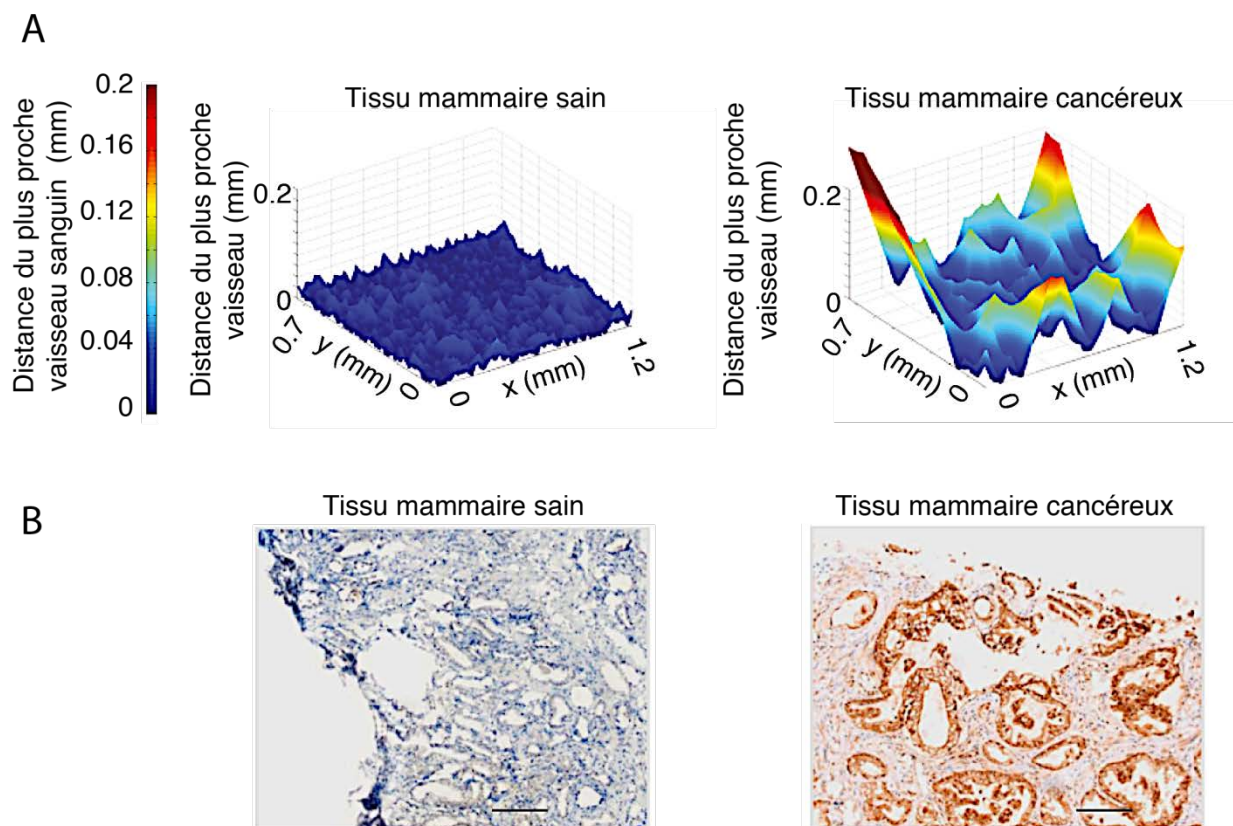 A
Distance du plus proche
vaisseau sanguin (mm)
0.2
0.16
0.12
0.08
0.04
0
Tissu mammaire sain
Distance du plus proche
vaisseau (mm)
0.2
0
0.7
y (mm)
0
0
x (mm)
1.2
Tissu mammaire cancéreux
Distance du plus proche
vaisseau (mm)
0.2
0
0.7
y (mm)
0
0
x (mm)
1.2
B
Tissu mammaire sain
Tissu mammaire cancéreux